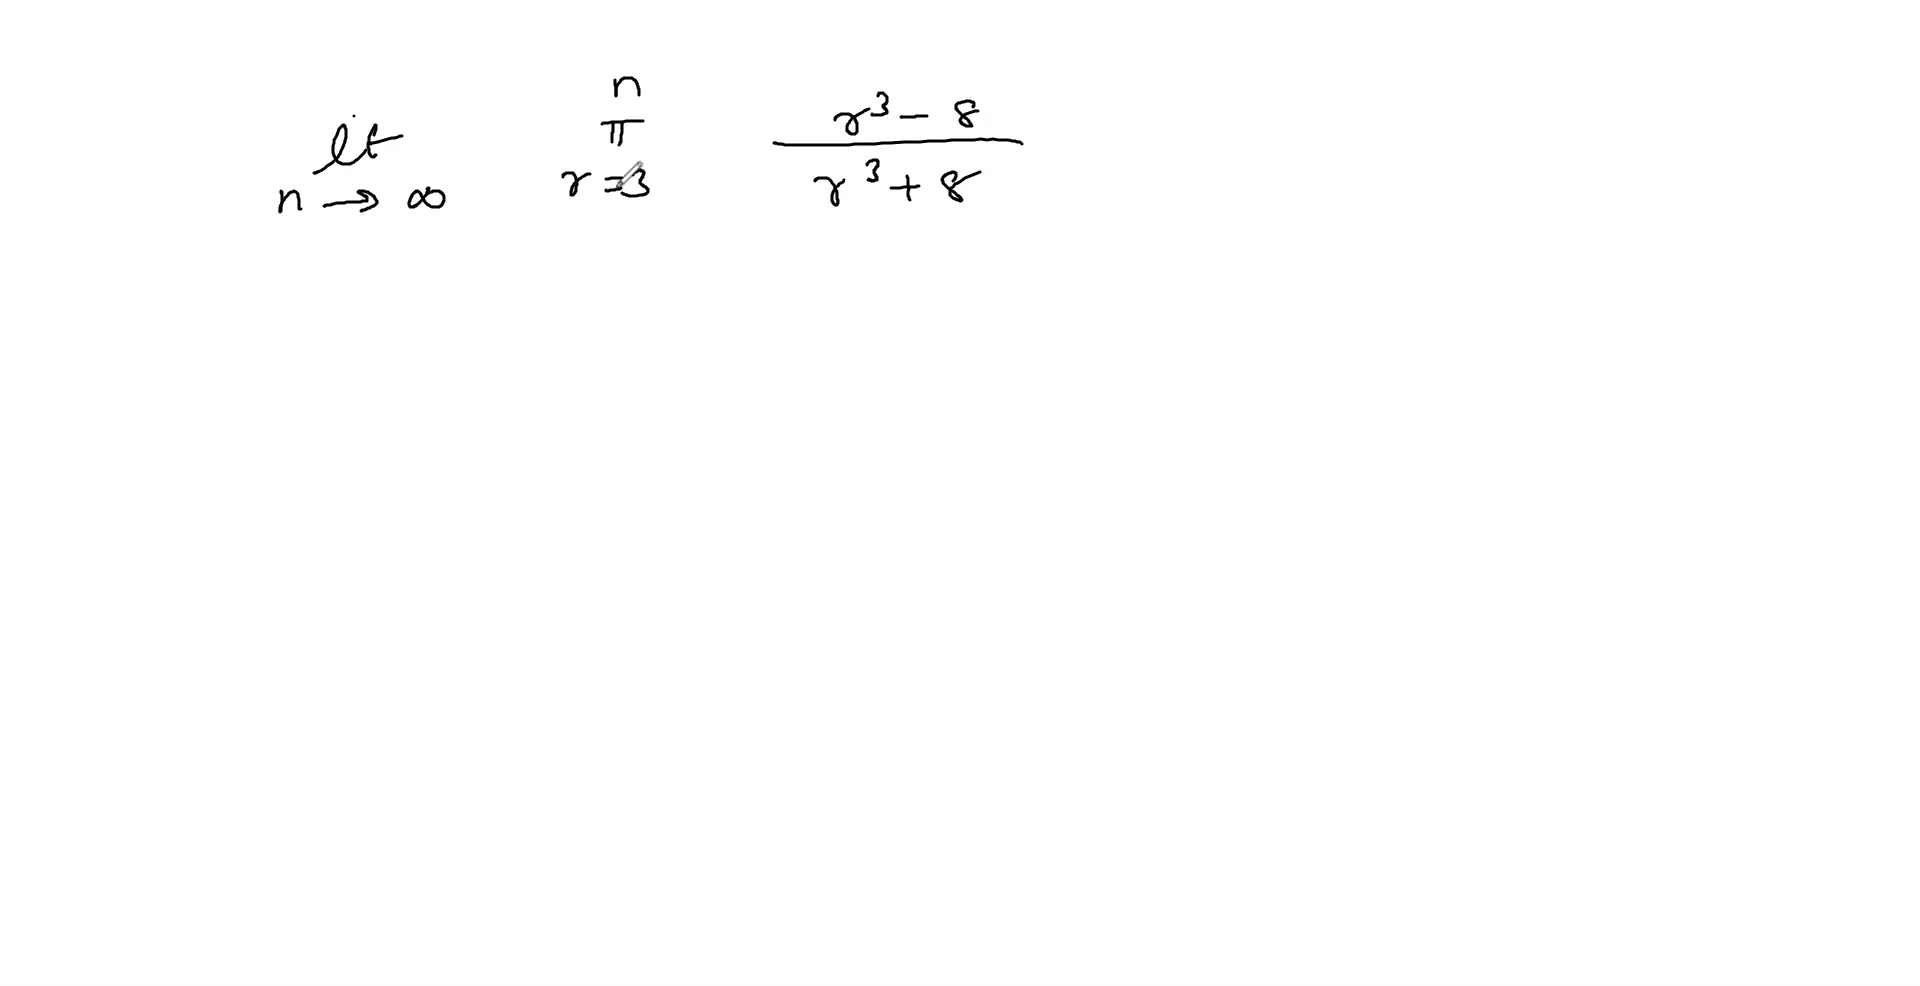 lt n → ∞ n π r = 3 r³ - 8 / r³ + 8